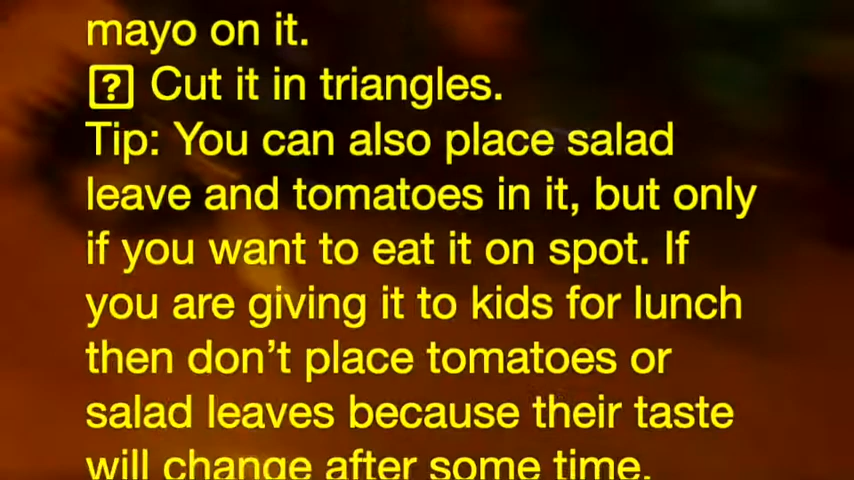 mayo on it.
⍰ Cut it in triangles.
Tip: You can also place salad
leave and tomatoes in it, but only
if you want to eat it on spot. If
you are giving it to kids for lunch
then don’t place tomatoes or
salad leaves because their taste
will change after some time.